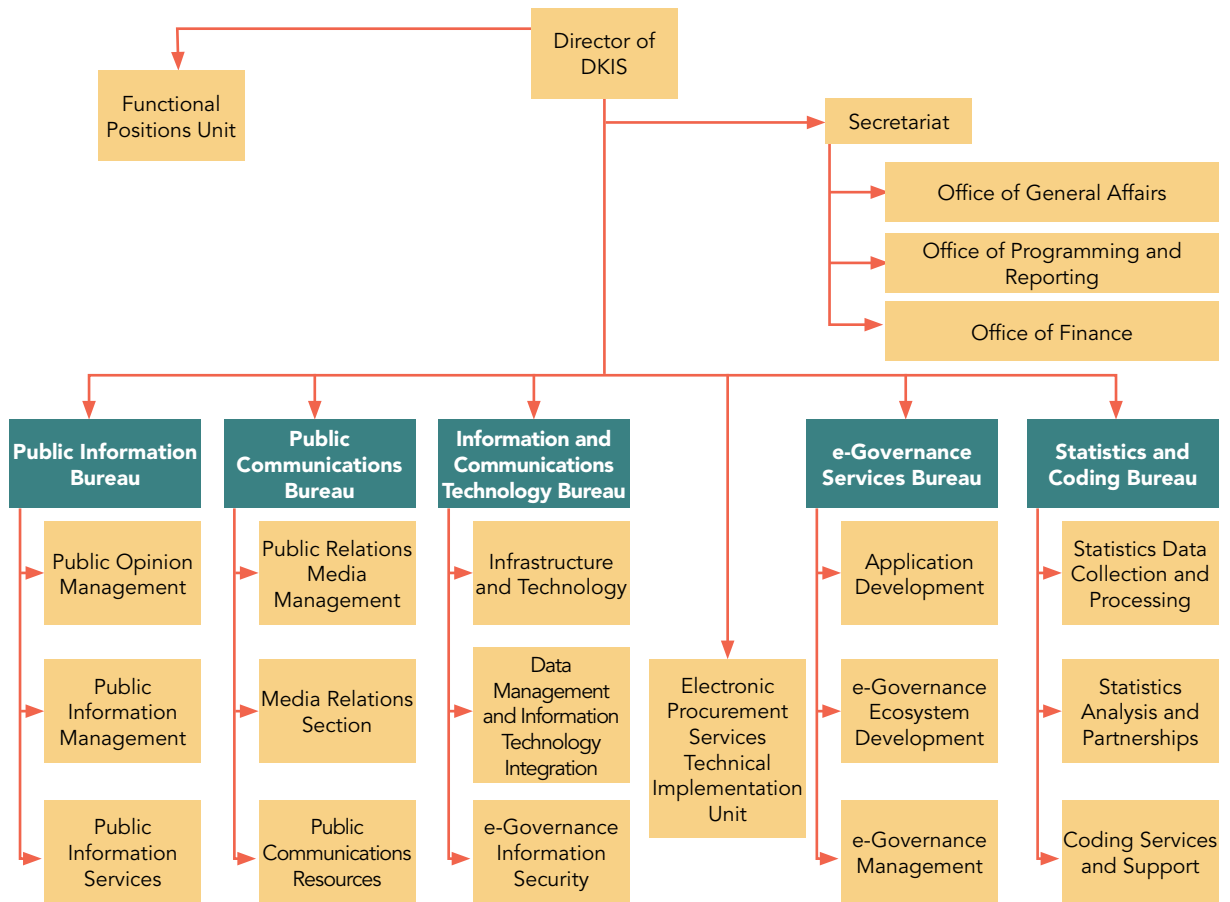 Director of
DKIS
Functional
Positions Unit
Secretariat
Office of General Affairs
Office of Programming and
Reporting
Office of Finance
Public Information
Bureau
Public
Communications
Bureau
Information and
Communications
Technology Bureau
e-Governance
Services Bureau
Statistics and
Coding Bureau
Public Opinion
Management
Public
Information
Management
Public
Information
Services
Public Relations
Media
Management
Media Relations
Section
Public
Communications
Resources
Infrastructure
and Technology
Data
Management
and Information
Technology
Integration
e-Governance
Information
Security
Electronic
Procurement
Services
Technical
Implementation
Unit
Application
Development
e-Governance
Ecosystem
Development
e-Governance
Management
Statistics Data
Collection and
Processing
Statistics
Analysis and
Partnerships
Coding Services
and Support